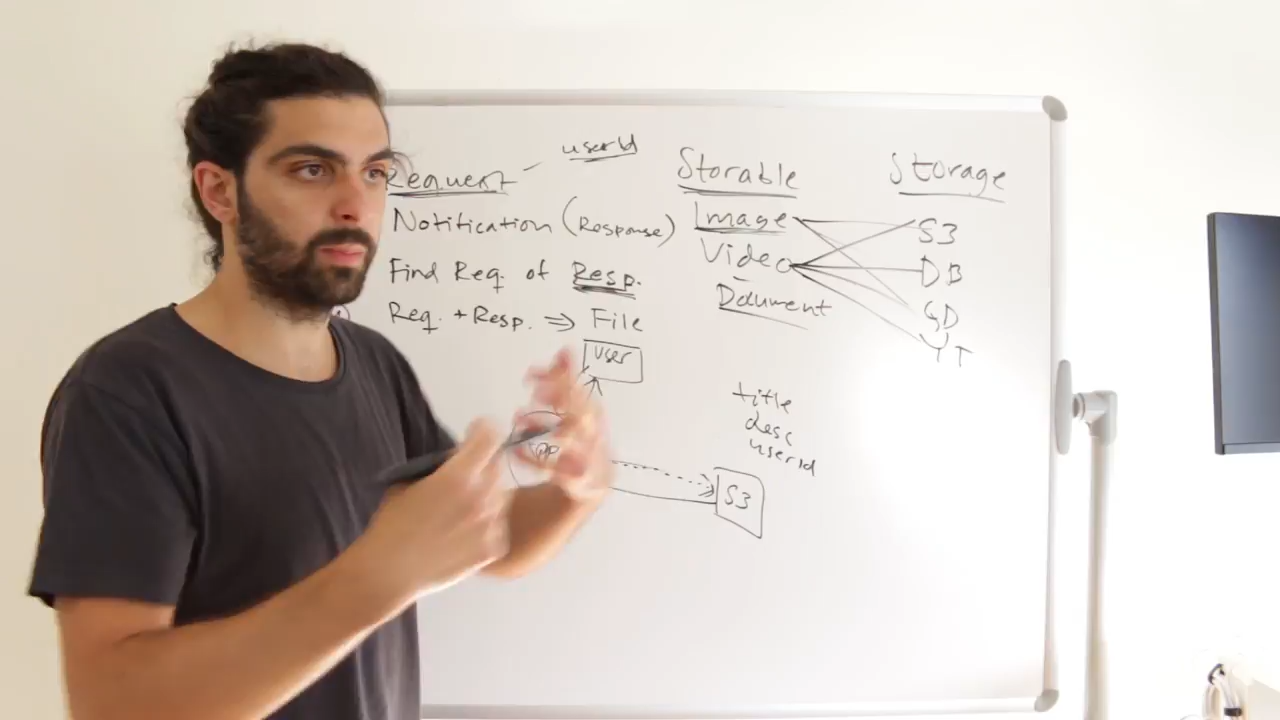 userId
Request
Notification (Response)
Find Req. of Resp.
Req. + Resp. => File
user
Storable
Image
Video
Document
Storage
S3
DB
GD
YT
title
desc
userId
S3